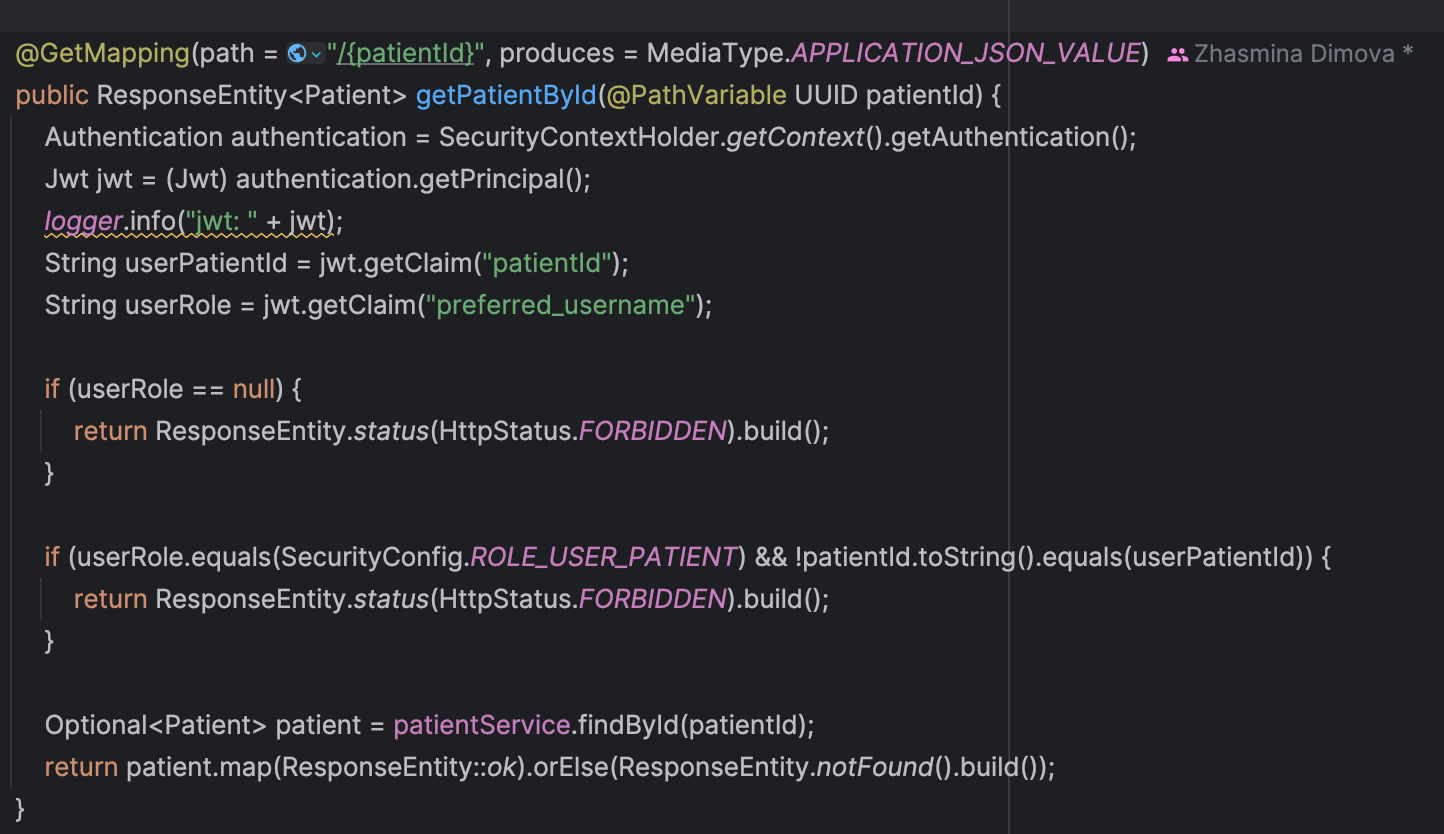 @GetMapping(path = "/{patientId}", produces = MediaType.APPLICATION_JSON_VALUE) Zhasmina Dimova *
public ResponseEntity<Patient> getPatientById(@PathVariable UUID patientId) {
    Authentication authentication = SecurityContextHolder.getContext().getAuthentication();
    Jwt jwt = (Jwt) authentication.getPrincipal();
    logger.info("jwt: " + jwt);
    String userPatientId = jwt.getClaim("patientId");
    String userRole = jwt.getClaim("preferred_username");

    if (userRole == null) {
        return ResponseEntity.status(HttpStatus.FORBIDDEN).build();
    }

    if (userRole.equals(SecurityConfig.ROLE_USER_PATIENT) && !patientId.toString().equals(userPatientId)) {
        return ResponseEntity.status(HttpStatus.FORBIDDEN).build();
    }

    Optional<Patient> patient = patientService.findById(patientId);
    return patient.map(ResponseEntity::ok).orElse(ResponseEntity.notFound().build());
}